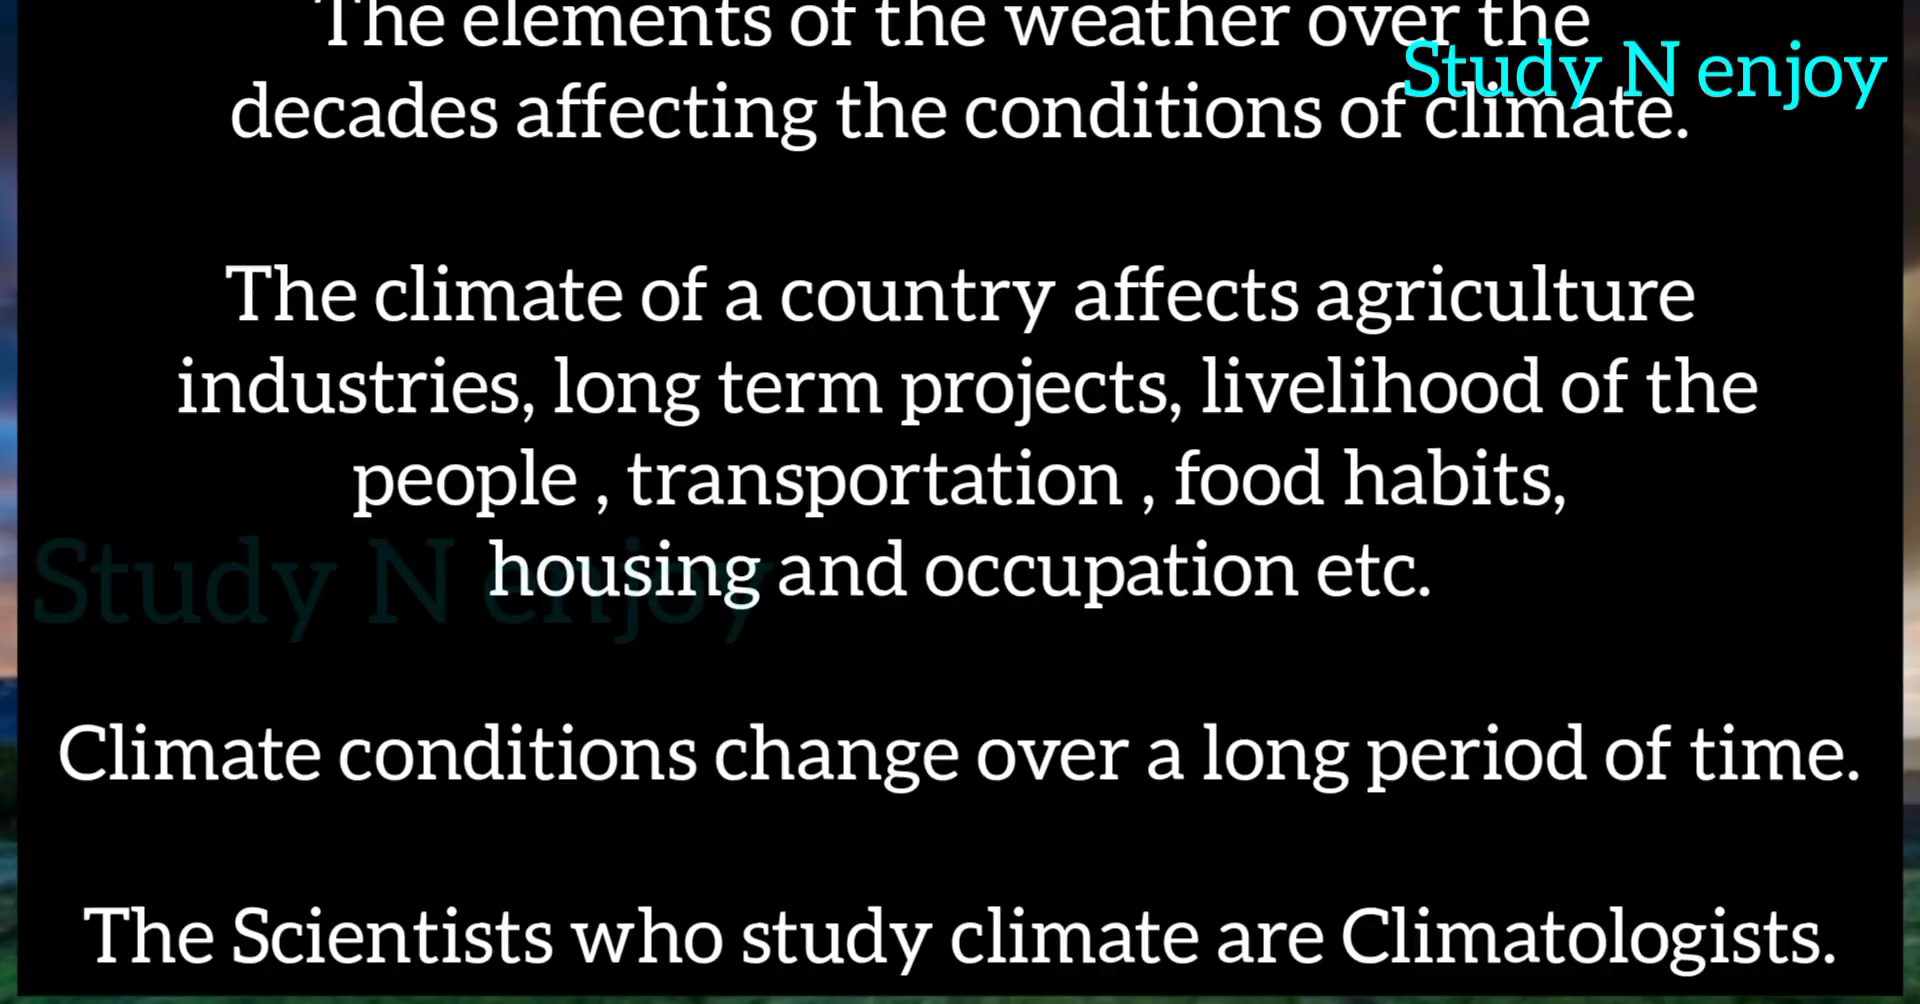 The elements of the weather over the
Study N enjoy
decades affecting the conditions of climate.
The climate of a country affects agriculture
industries, long term projects, livelihood of the
people , transportation , food habits,
housing and occupation etc.
Study N enjoy
Climate conditions change over a long period of time.
The Scientists who study climate are Climatologists.